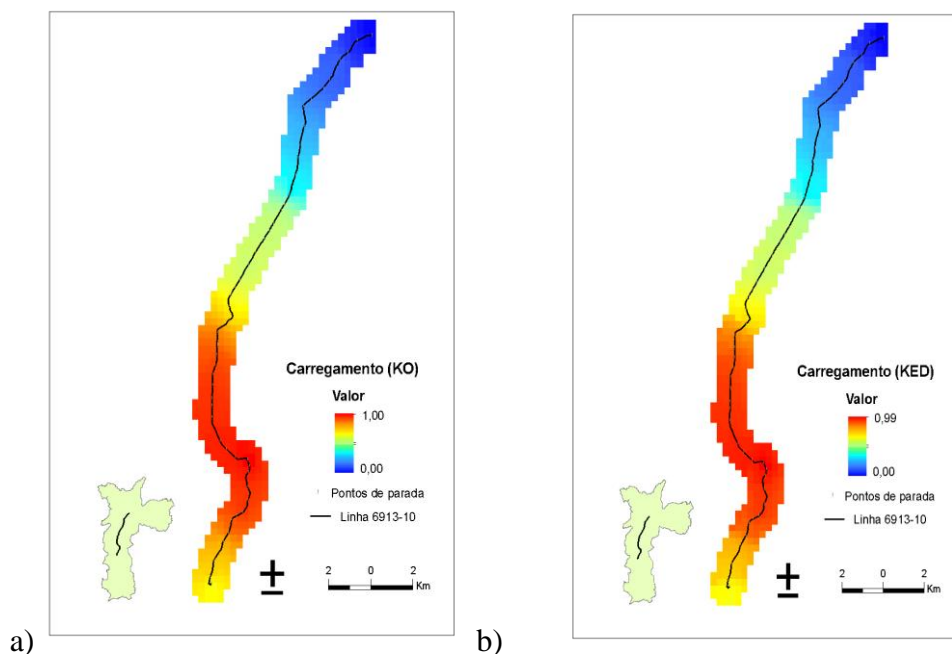 Carregamento (KO)
Valor
1,00
0,00
Pontos de parada
Linha 6913-10
2 0 2
Km
a)
Carregamento (KED)
Valor
0,99
0,00
Pontos de parada
Linha 6913-10
2 0 2
Km
b)